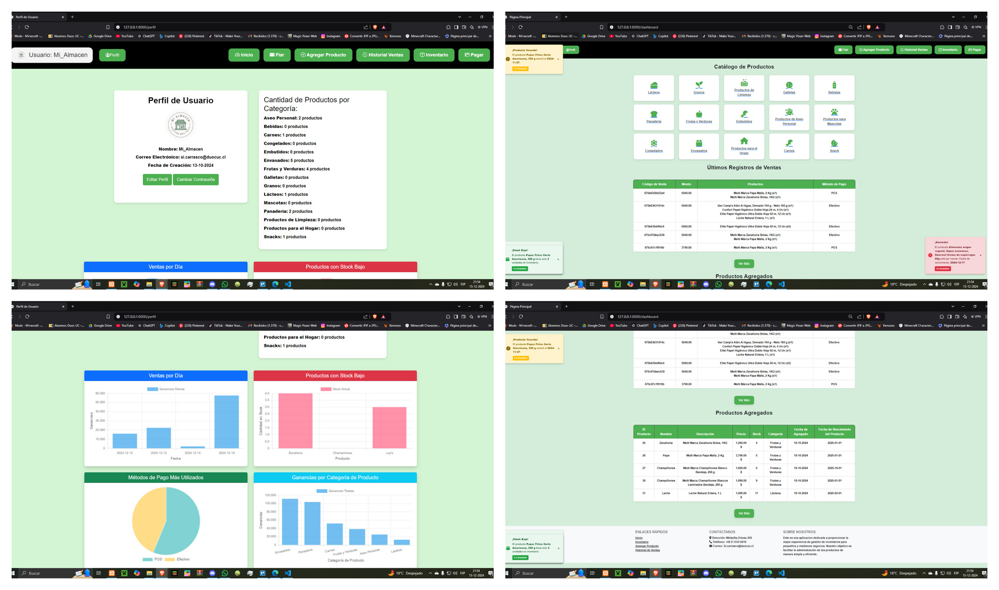 Perfil de Usuario
127.0.0.1:8000/perfil
VPN
Mods - Minecraft -...
Alumnos Duoc UC –...
Google Drive
YouTube
ChatGPT
Copilot
(226) Pinterest
TikTok - Make Your...
Recibidos (1.370) - c...
Magic Poser Web
Instagram
Convertir JFIF a JPG...
Kemono
Minecraft Character...
Página principal de...
Usuario: Mi_Almacen
Perfil
Inicio
Fiar
Agregar Producto
Historial Ventas
Inventario
Pagar
Perfil de Usuario
MI ALMACEN
Nombre: Mi_Almacen
Correo Electrónico: si.carrasco@duocuc.cl
Fecha de Creación: 13-10-2024
Editar Perfil
Cambiar Contraseña
Cantidad de Productos por
Categoría:
Aseo Personal: 2 productos
Bebidas: 0 productos
Carnes: 1 productos
Congelados: 0 productos
Embutidos: 0 productos
Envasados: 5 productos
Frutas y Verduras: 4 productos
Galletas: 0 productos
Granos: 0 productos
Lácteos: 1 productos
Mascotas: 0 productos
Panadería: 2 productos
Productos de Limpieza: 0 productos
Productos para el Hogar: 0 productos
Snacks: 1 productos
Ventas por Día
Productos con Stock Bajo
Buscar
ESP
21:54
15-12-2024
Página Principal
127.0.0.1:8000/dashboard
VPN
Mods - Minecraft -...
Alumnos Duoc UC –...
Google Drive
YouTube
ChatGPT
Copilot
(226) Pinterest
TikTok - Make Your...
Recibidos (1.370) - c...
Magic Poser Web
Instagram
Convertir JFIF a JPG...
Kemono
Minecraft Character...
Página principal de...
¡Producto Vencido!
El producto Papas Fritas Corte
Americano, 350 g venció el 2024-
11-27.
Ir a Inventario
Perfil
Fiar
Agregar Producto
Historial Ventas
Inventario
Pagar
Catálogo de Productos
Lácteos
Granos
Productos de
Limpieza
Galletas
Bebidas
Panadería
Frutas y Verduras
Embutidos
Productos de Aseo
Personal
Productos para
Mascotas
Congelados
Envasados
Productos para el
Hogar
Carnes
Snack
Últimos Registros de Ventas
Código de Venta Monto Productos Método de Pago
675b6358d33a4 5040.00 Multi Marca Papa Malla, 2 Kg (x1) POS
Multi Marca Zanahoria Bolsa, 1KG (x1)
675b63631014c 5040.00 Van Camp's Atún Al Agua, Drenado 104 g - Neto 160 g (x1) Efectivo
Confort Papel Higiénico Doble Hoja 24 m, 4 Un (x1)
Elite Papel Higiénico Ultra Doble Hoja 50 m, 12 Un (x1)
Leche Natural Entera, 1 L (x1)
675b636d4fdc4 5950.00 Elite Papel Higiénico Ultra Doble Hoja 50 m, 12 Un (x5) Efectivo
675c97bbec538 5040.00 Multi Marca Zanahoria Bolsa, 1KG (x1) Efectivo
Multi Marca Papa Malla, 2 Kg (x1)
675c97c1f010b 3790.00 Multi Marca Papa Malla, 2 Kg (x1) POS
Ver Más
Productos Agregados
¡Stock Bajo!
El producto Papas Fritas Corte
Americano, 350 g tiene solo 3
unidades en inventario.
Ir a Inventario
¡Atención!
El producto Alimentos origen
vegetal, Sopas cremosas,
Gourmet Crema de espárragos
68g está por vencer. Fecha de
vencimiento: 2024-12-17.
Ir a Inventario
Buscar
18°C Despejado
ESP
21:54
15-12-2024
Perfil de Usuario
127.0.0.1:8000/perfil
VPN
Mods - Minecraft -...
Alumnos Duoc UC –...
Google Drive
YouTube
ChatGPT
Copilot
(226) Pinterest
TikTok - Make Your...
Recibidos (1.370) - c...
Magic Poser Web
Instagram
Convertir JFIF a JPG...
Kemono
Minecraft Character...
Página principal de...
Productos para el Hogar: 0 productos
Snacks: 1 productos
Ventas por Día
Ganancias Diarias
60.000
50.000
40.000
30.000
20.000
10.000
0
Ganancias
2024-12-12 2024-12-13 2024-12-14 2024-12-15
Fecha
Productos con Stock Bajo
Stock Actual
4,0
3,5
3,0
2,5
2,0
1,5
1,0
0,5
0
Cantidad en Stock
Zanahoria Champiñones Lay's
Producto
Métodos de Pago Más Utilizados
POS Efectivo
Ganancias por Categoría de Producto
Ganancias Totales
120.000
100.000
80.000
60.000
40.000
20.000
0
Ganancias
Envasados Panadería Carnes Frutas y Verduras Aseo Personal Lácteos
Categoría de Producto
Buscar
18°C Despejado
ESP
21:54
15-12-2024
Página Principal
127.0.0.1:8000/dashboard
VPN
Mods - Minecraft -...
Alumnos Duoc UC –...
Google Drive
YouTube
ChatGPT
Copilot
(226) Pinterest
TikTok - Make Your...
Recibidos (1.370) - c...
Magic Poser Web
Instagram
Convertir JFIF a JPG...
Kemono
Minecraft Character...
Página principal de...
¡Producto Vencido!
El producto Papas Fritas Corte
Americano, 350 g venció el 2024-
11-27.
Ir a Inventario
Multi Marca Zanahoria Bolsa, 1KG (x1)
675b63631014c 5040.00 Van Camp's Atún Al Agua, Drenado 104 g - Neto 160 g (x1) Efectivo
Confort Papel Higiénico Doble Hoja 24 m, 4 Un (x1)
Elite Papel Higiénico Ultra Doble Hoja 50 m, 12 Un (x1)
Leche Natural Entera, 1 L (x1)
675b636d4fdc4 5950.00 Elite Papel Higiénico Ultra Doble Hoja 50 m, 12 Un (x5) Efectivo
675c97bbec538 5040.00 Multi Marca Zanahoria Bolsa, 1KG (x1) Efectivo
Multi Marca Papa Malla, 2 Kg (x1)
675c97c1f010b 3790.00 Multi Marca Papa Malla, 2 Kg (x1) POS
Ver Más
Productos Agregados
ID Producto Nombre Descripción Precio Stock Categoría Fecha de Agregado Fecha de Vencimiento del Producto
25 Zanahoria Multi Marca Zanahoria Bolsa, 1KG 1,250.00 $ 4 Frutas y Verduras 18-10-2024 2025-01-01
26 Papa Multi Marca Papa Malla, 2 Kg 3,790.00 $ 5 Frutas y Verduras 18-10-2024 2025-01-01
27 Champiñones Multi Marca Champiñones Blanco Bandeja, 200 g 1,650.00 $ 0 Frutas y Verduras 18-10-2024 2025-10-01
30 Champiñones Multi Marca Champiñones Blancos Laminados Bandeja, 200 g 1,890.00 $ 9 Frutas y Verduras 18-10-2024 2025-01-01
31 Leche Leche Natural Entera, 1 L 1,000.00 $ 11 Lácteos 18-10-2024 2025-02-01
Ver Más
¡Stock Bajo!
El producto Papas Fritas Corte
Americano, 350 g tiene solo 3
unidades en inventario.
Ir a Inventario
ENLACES RÁPIDOS
Inicio
Inventario
Agregar Producto
Historial de Ventas
CONTÁCTANOS
Dirección: Melipilla,Ortusa 250
Teléfono: +56 9 1334 5618
Correo: Si.carrasco@duocuc.cl
SOBRE NOSOTROS
Este es una aplicacion dedicada a proporcionar la
mejor experiencia de gestión de inventarios para
pequeños y medianos negocios. Nuestro objetivo es
facilitar la administración de tus productos de
manera simple y eficiente.
Buscar
18°C Despejado
ESP
21:54
15-12-2024